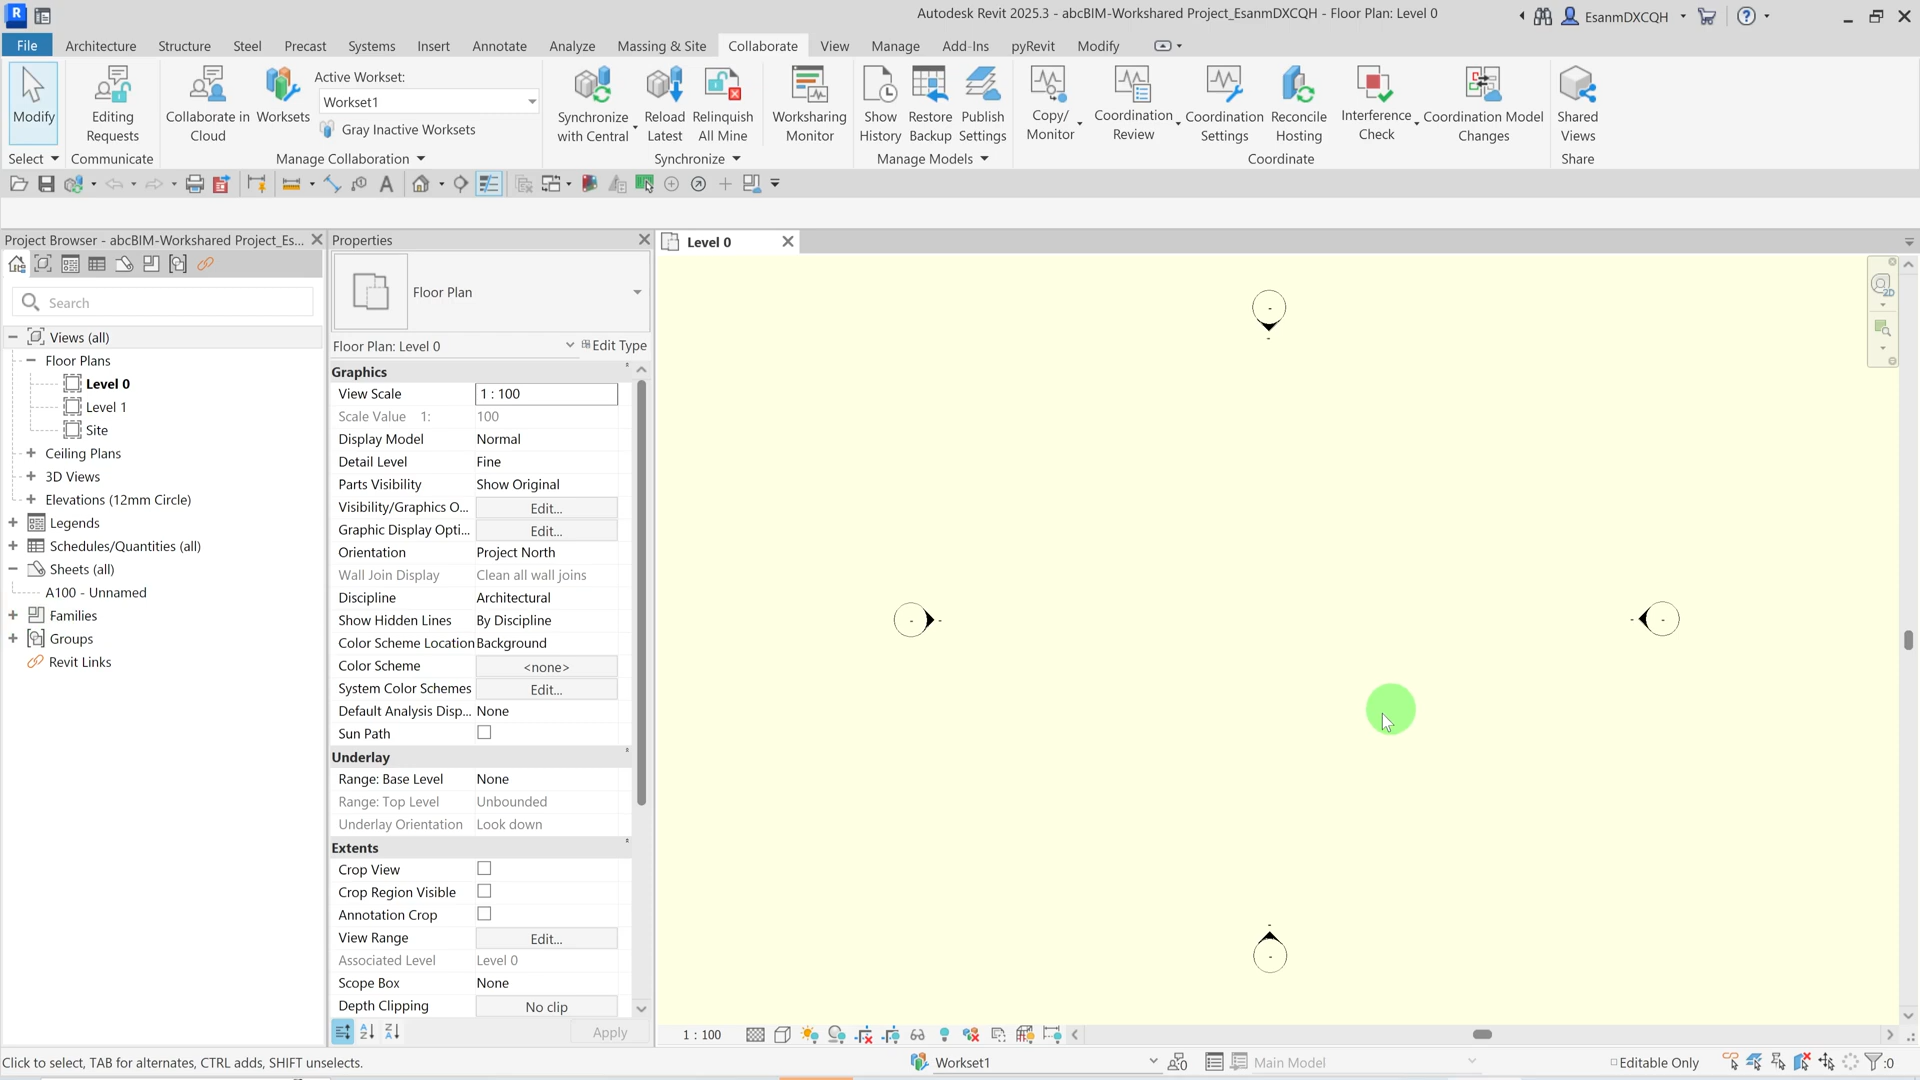 Autodesk Revit 2025.3 - abcBIM-Workshared Project_EsanmDXCQH - Floor Plan: Level 0
EsanmDXCQH
File Architecture Structure Steel Precast Systems Insert Annotate Analyze Massing & Site Collaborate View Manage Add-Ins pyRevit Modify
Modify
Select
Editing
Requests
Communicate
Collaborate in
Cloud
Worksets
Active Workset:
Workset1
Gray Inactive Worksets
Manage Collaboration
Synchronize
with Central
Reload
Latest
Relinquish
All Mine
Synchronize
Worksharing
Monitor
Show
History
Restore
Backup
Publish
Settings
Manage Models
Copy/
Monitor
Coordination
Review
Coordination
Settings
Reconcile
Hosting
Interference
Check
Coordination Model
Changes
Coordinate
Shared
Views
Share
Project Browser - abcBIM-Workshared Project_Es...
Search
Views (all)
Floor Plans
Level 0
Level 1
Site
Ceiling Plans
3D Views
Elevations (12mm Circle)
Legends
Schedules/Quantities (all)
Sheets (all)
A100 - Unnamed
Families
Groups
Revit Links
Properties
Floor Plan
Floor Plan: Level 0 Edit Type
Graphics
View Scale 1 : 100
Scale Value 1: 100
Display Model Normal
Detail Level Fine
Parts Visibility Show Original
Visibility/Graphics O... Edit...
Graphic Display Opti... Edit...
Orientation Project North
Wall Join Display Clean all wall joins
Discipline Architectural
Show Hidden Lines By Discipline
Color Scheme Location Background
Color Scheme <none>
System Color Schemes Edit...
Default Analysis Disp... None
Sun Path
Underlay
Range: Base Level None
Range: Top Level Unbounded
Underlay Orientation Look down
Extents
Crop View
Crop Region Visible
Annotation Crop
View Range Edit...
Associated Level Level 0
Scope Box None
Depth Clipping No clip
Apply
Level 0
2D
1 : 100
Click to select, TAB for alternates, CTRL adds, SHIFT unselects.
Workset1
Main Model
Editable Only
:0